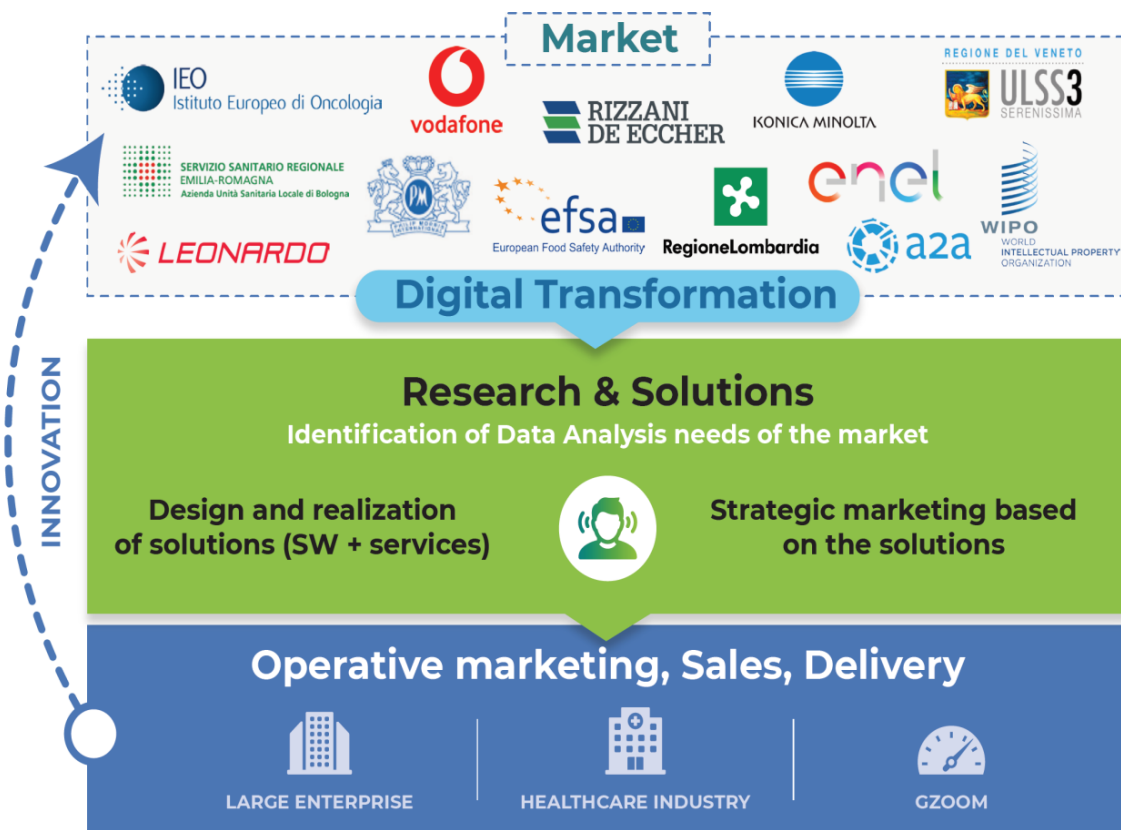 Market
IEO
Istituto Europeo di Oncologia
vodafone
RIZZANI
DE ECCHER
KONICA MINOLTA
REGIONE DEL VENETO
ULSS3
SERENISSIMA
SERVIZIO SANITARIO REGIONALE
EMILIA-ROMAGNA
Azienda Unità Sanitaria Locale di Bologna
PM
PHILIP MORRIS
INTERNATIONAL
efsa
European Food Safety Authority
RegioneLombardia
enel
a2a
WIPO
WORLD
INTELLECTUAL PROPERTY
ORGANIZATION
LEONARDO
Digital Transformation
INNOVATION
Research & Solutions
Identification of Data Analysis needs of the market
Design and realization
of solutions (SW + services)
Strategic marketing based
on the solutions
Operative marketing, Sales, Delivery
LARGE ENTERPRISE
HEALTHCARE INDUSTRY
GZOOM